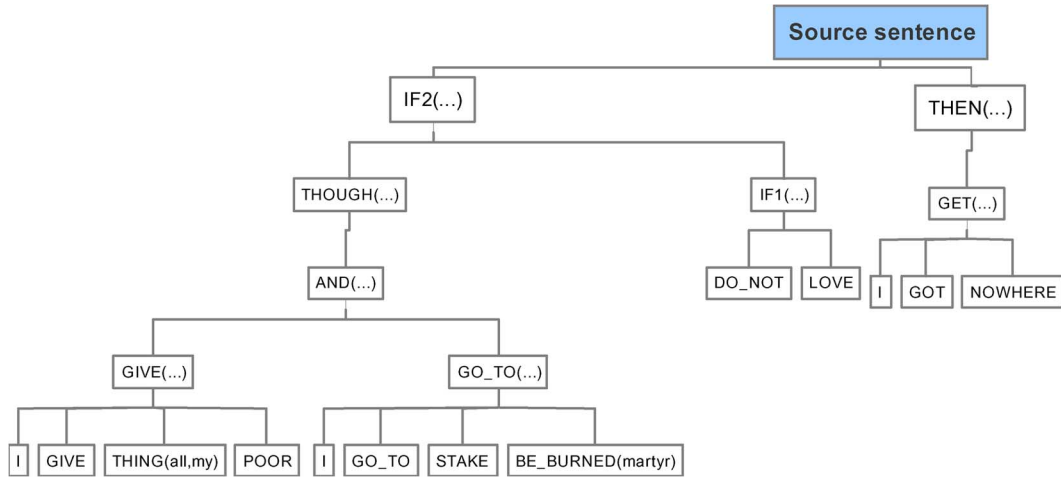 Source sentence
IF2(...)
THEN(...)
THOUGH(...)
IF1(...)
GET(...)
AND(...)
DO_NOT
LOVE
I
GOT
NOWHERE
GIVE(...)
GO_TO(...)
I
GIVE
THING(all,my)
POOR
I
GO_TO
STAKE
BE_BURNED(martyr)